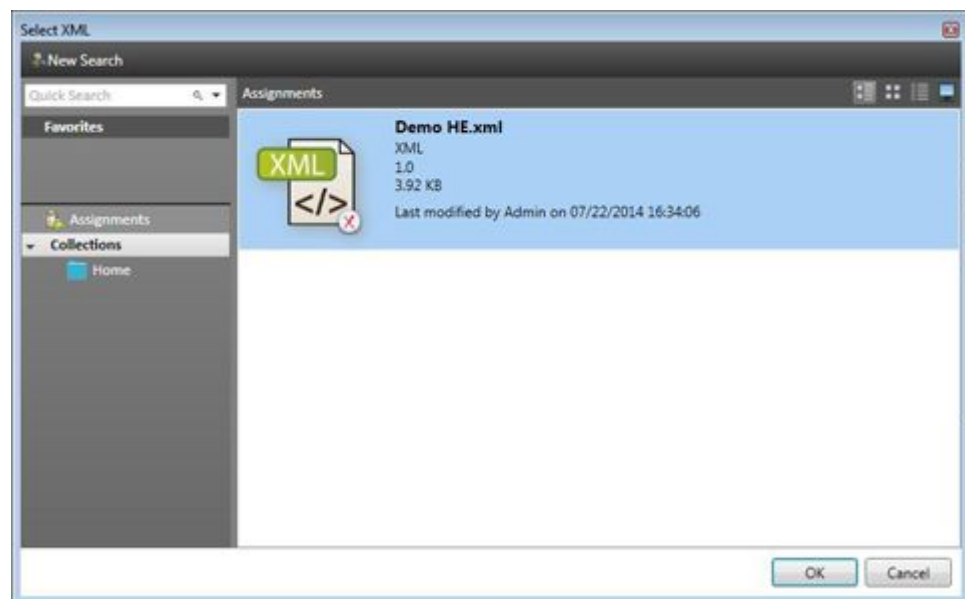 Select XML
New Search
Quick Search
Assignments
Favorites
Demo HE.xml
XML
XML
1.0
3.92 KB
</>
Last modified by Admin on 07/22/2014 16:34:06
Assignments
Collections
Home
OK
Cancel